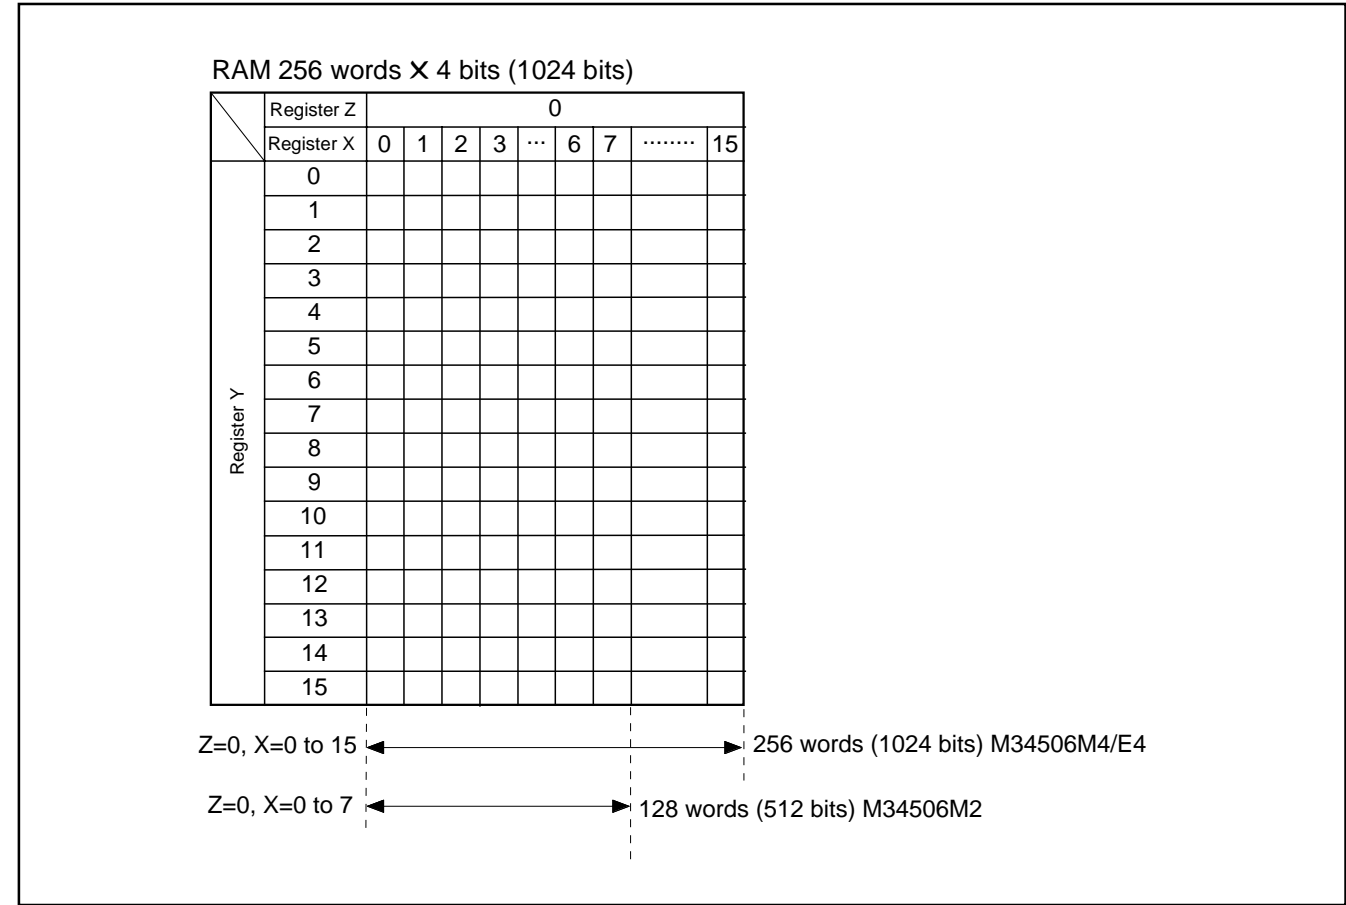 RAM 256 words × 4 bits (1024 bits)
Register Z 0
Register X 0 1 2 3 ... 6 7 ........ 15
Register Y
0
1
2
3
4
5
6
7
8
9
10
11
12
13
14
15
Z=0, X=0 to 15 256 words (1024 bits) M34506M4/E4
Z=0, X=0 to 7 128 words (512 bits) M34506M2